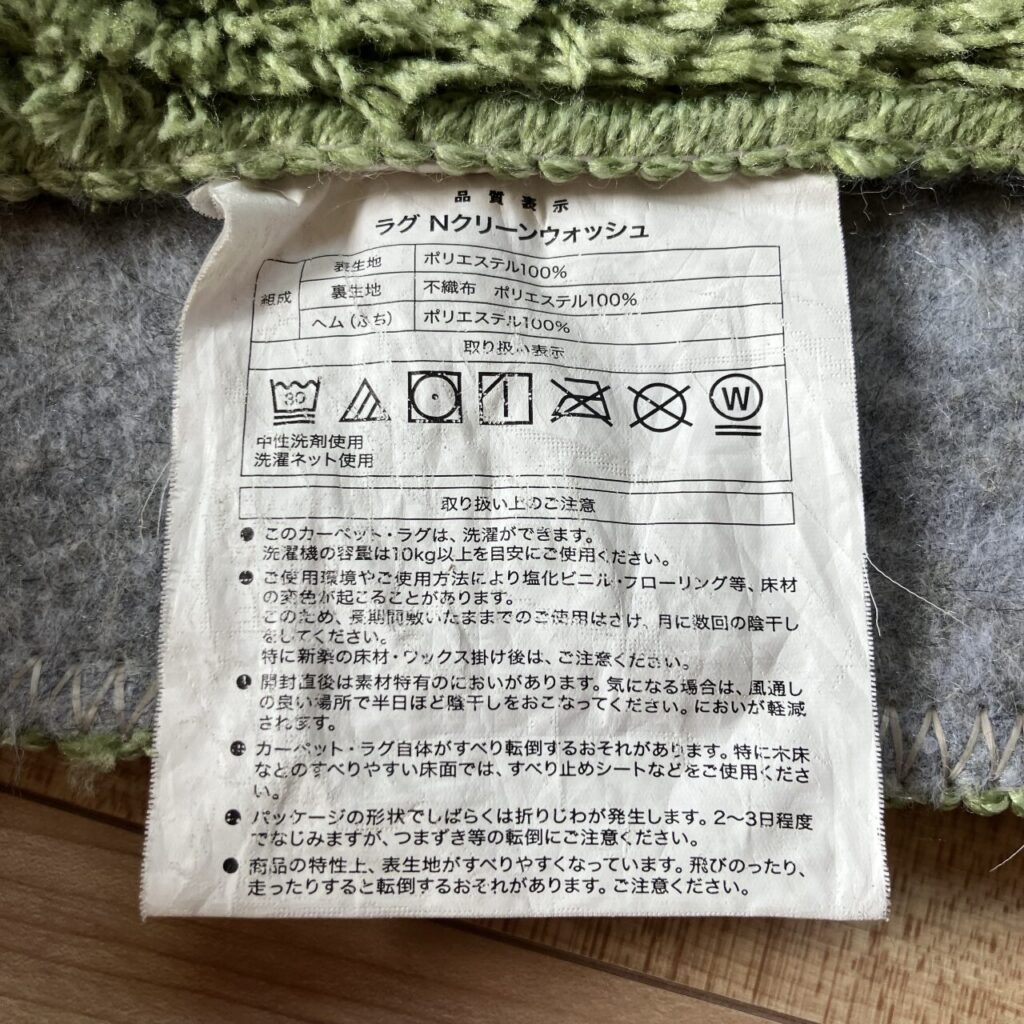 品質表示
ラグ Nクリーンウォッシュ
組成
表生地 ポリエステル100%
裏生地 不織布 ポリエステル100%
ヘム(ふち) ポリエステル100%
取り扱い表示
30
W
中性洗剤使用
洗濯ネット使用
取り扱い上のご注意
● このカーペット・ラグは、洗濯ができます。
洗濯機の容量は10kg以上を目安にご使用ください。
● ご使用環境やご使用方法により塩化ビニル・フローリング等、床材
の変色が起こることがあります。
このため、長期間敷いたままでのご使用はさけ、月に数回の陰干し
をしてください。
特に新築の床材・ワックス掛け後は、ご注意ください。
● 開封直後は素材特有のにおいがあります。気になる場合は、風通し
の良い場所で半日ほど陰干しをおこなってください。においが軽減
されます。
● カーペット・ラグ自体がすべり転倒するおそれがあります。特に木床
などのすべりやすい床面では、すべり止めシートなどをご使用くださ
い。
● パッケージの形状でしばらくは折りじわが発生します。2〜3日程度
でなじみますが、つまずき等の転倒にご注意ください。
● 商品の特性上、表生地がすべりやすくなっています。飛びのったり、
走ったりすると転倒するおそれがあります。ご注意ください。